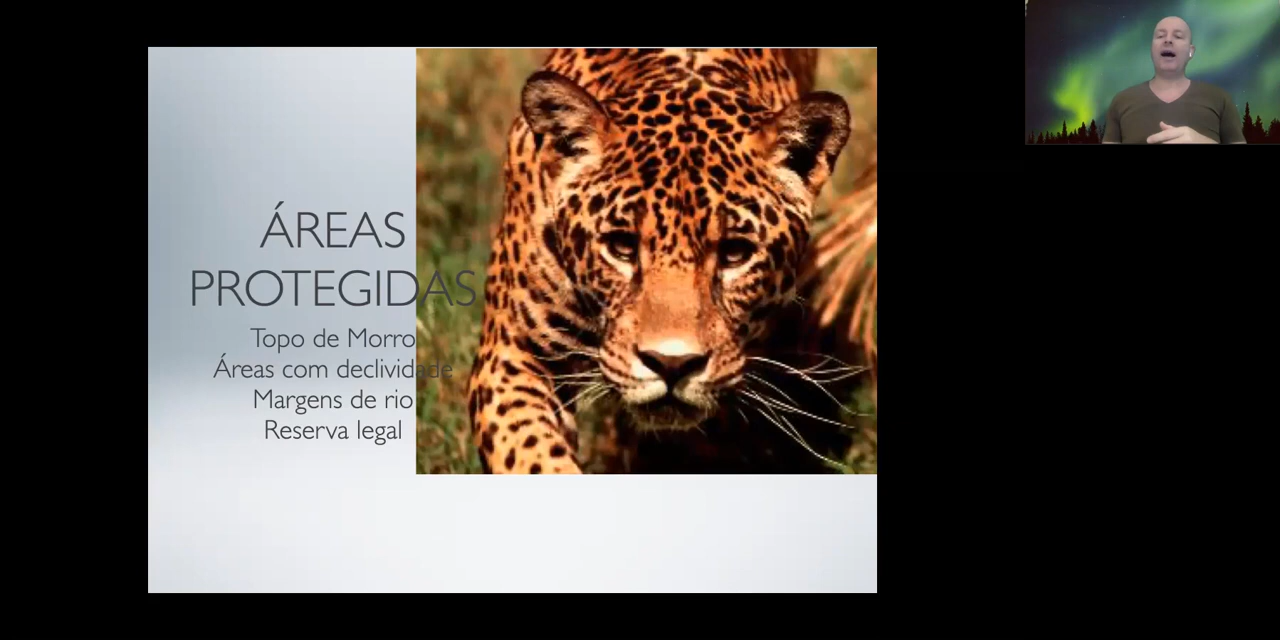 ÁREAS
PROTEGIDAS
Topo de Morro
Áreas com declividade
Margens de rio
Reserva legal